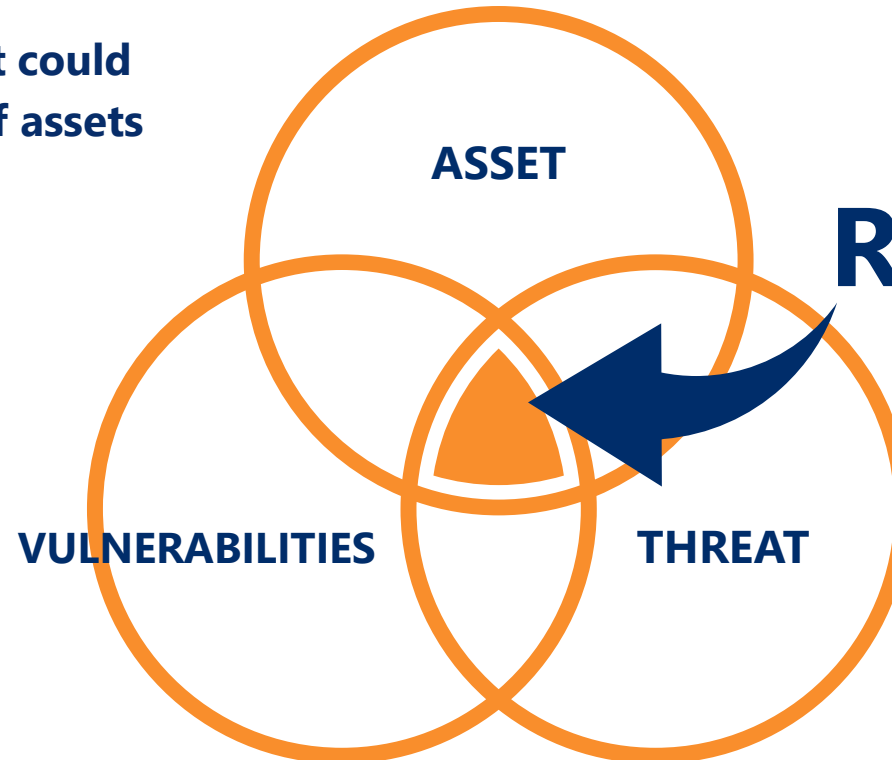 t could
f assets
ASSET
R
VULNERABILITIES
THREAT